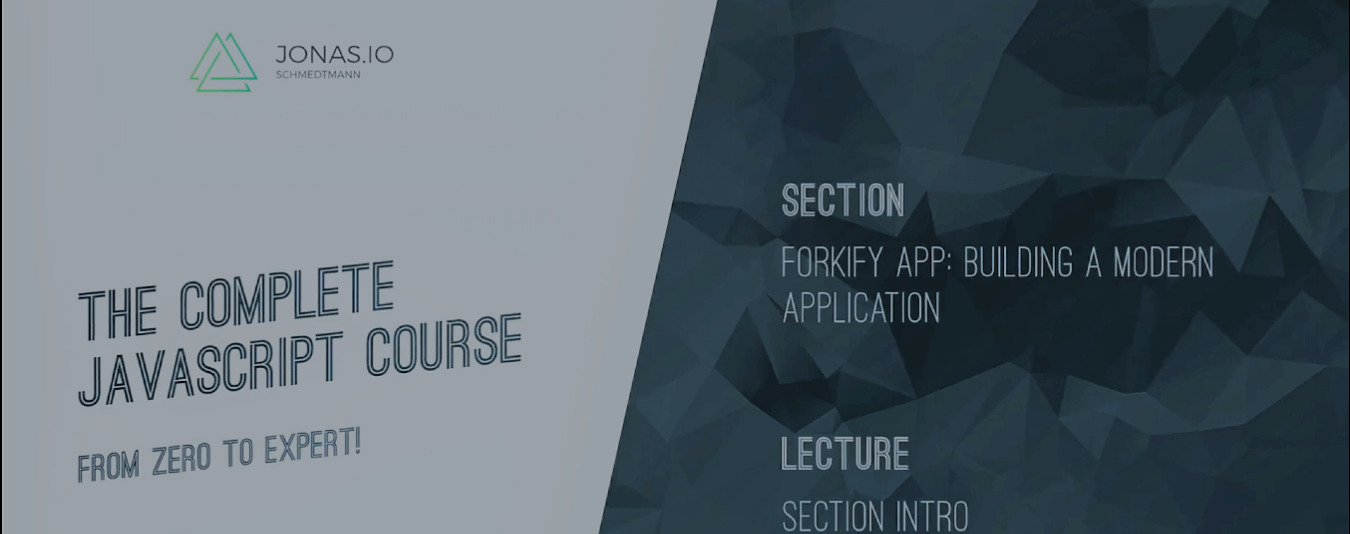 JONAS.IO
SCHMEDTMANN
THE COMPLETE
JAVASCRIPT COURSE
FROM ZERO TO EXPERT!
SECTION
FORKIFY APP: BUILDING A MODERN
APPLICATION
LECTURE
SECTION INTRO